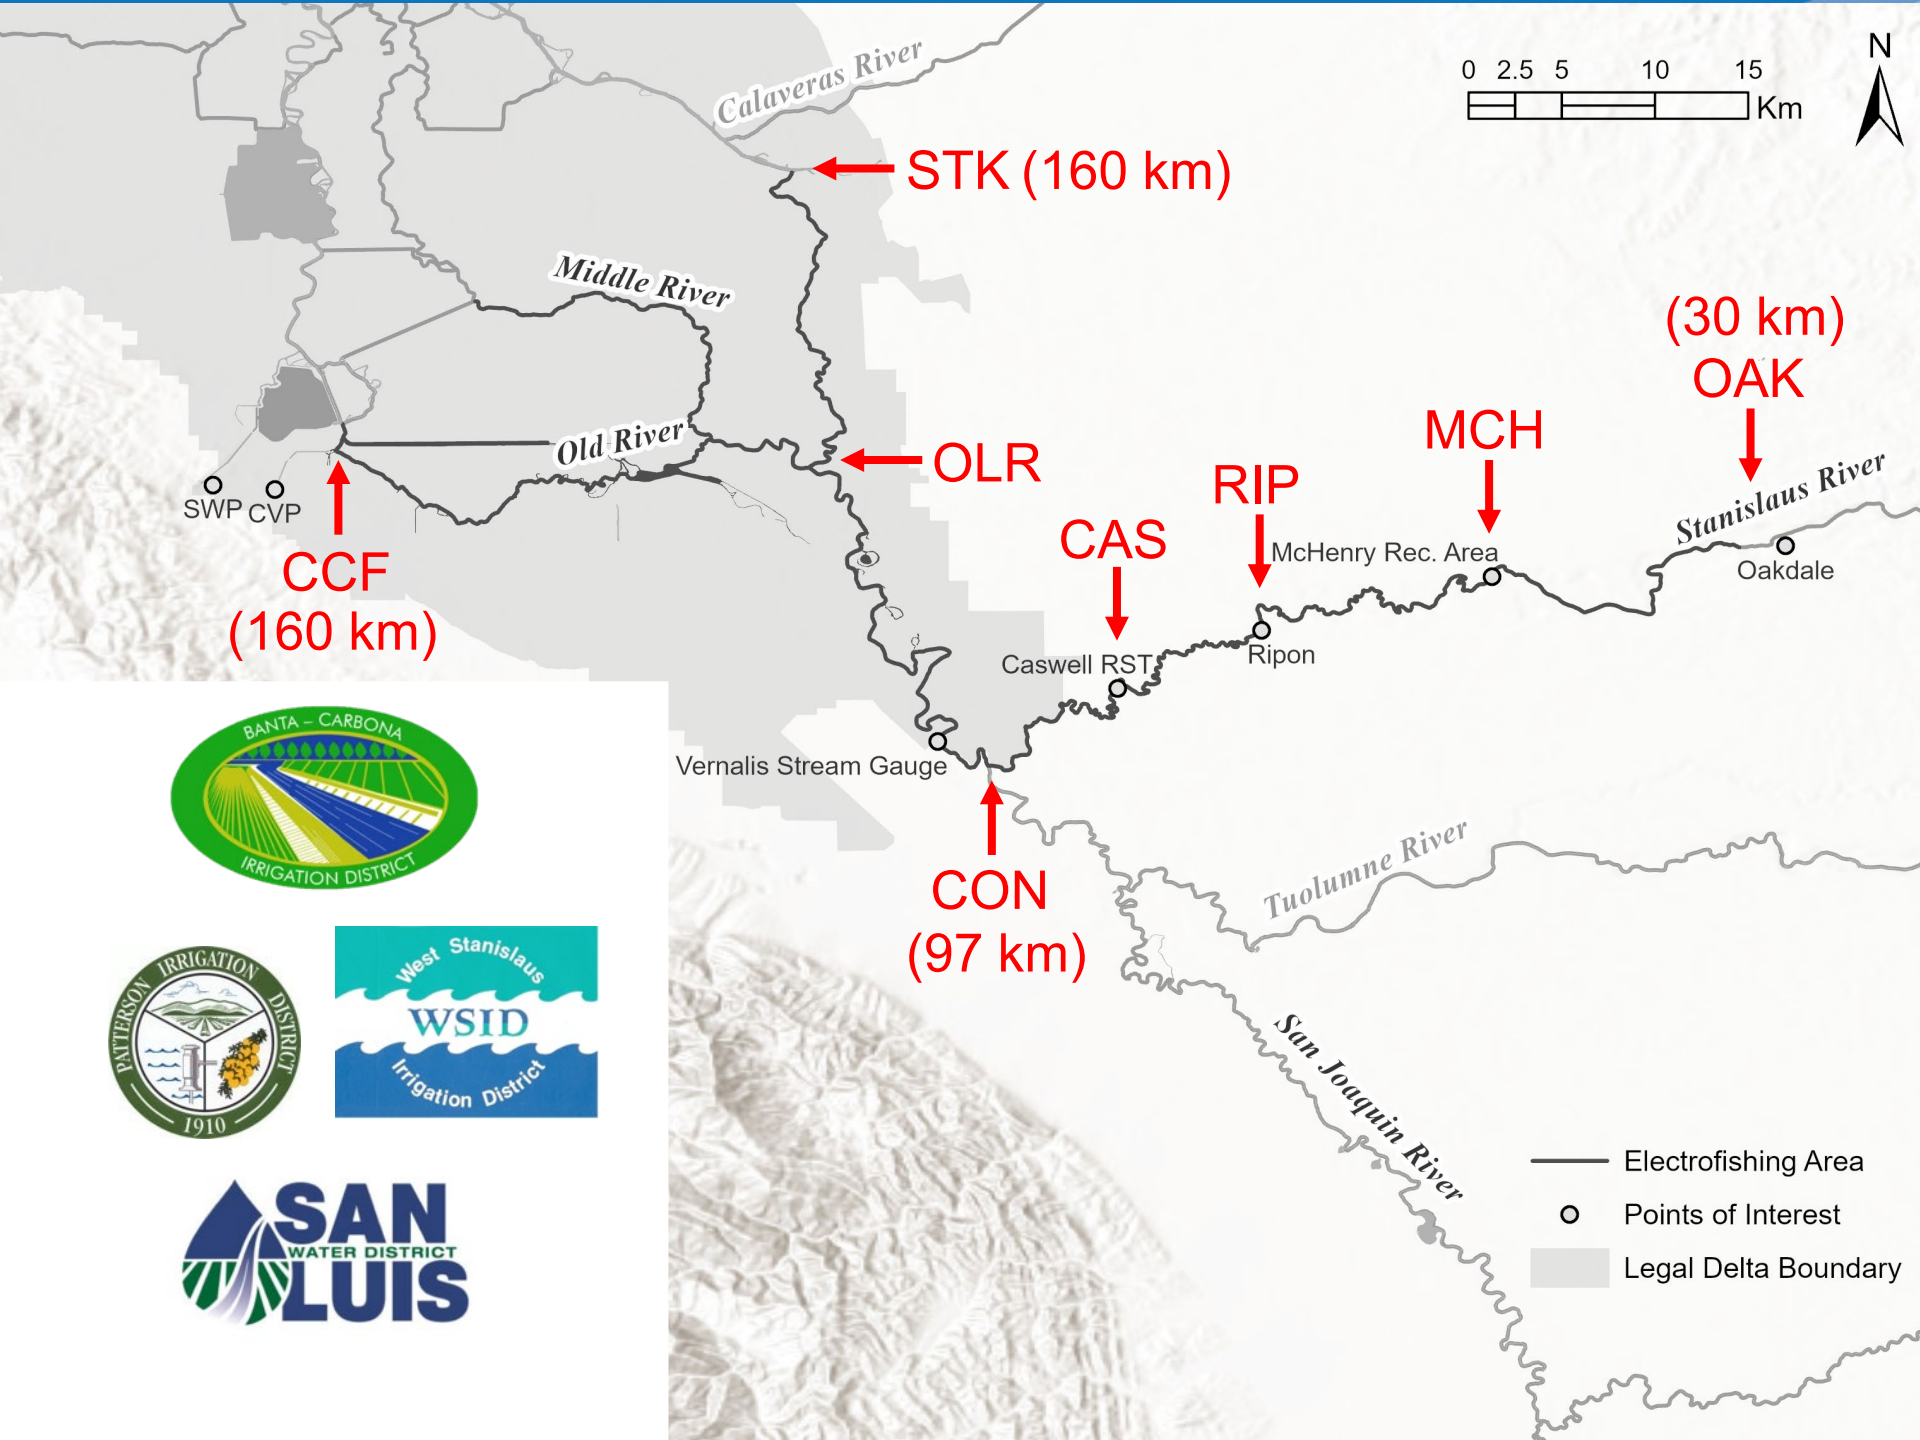 Calaveras River
0 2.5 5 10 15
Km
N
STK (160 km)
Middle River
(30 km)
OAK
MCH
Old River
OLR
RIP
Stanislaus River
SWP
CVP
CAS
McHenry Rec. Area
Oakdale
CCF
(160 km)
Ripon
Caswell RST
Vernalis Stream Gauge
CON
(97 km)
Tuolumne River
San Joaquin River
BANTA – CARBONA
IRRIGATION DISTRICT
PATTERSON IRRIGATION DISTRICT
1910
West Stanislaus
WSID
Irrigation District
SAN
WATER DISTRICT
LUIS
Electrofishing Area
Points of Interest
Legal Delta Boundary